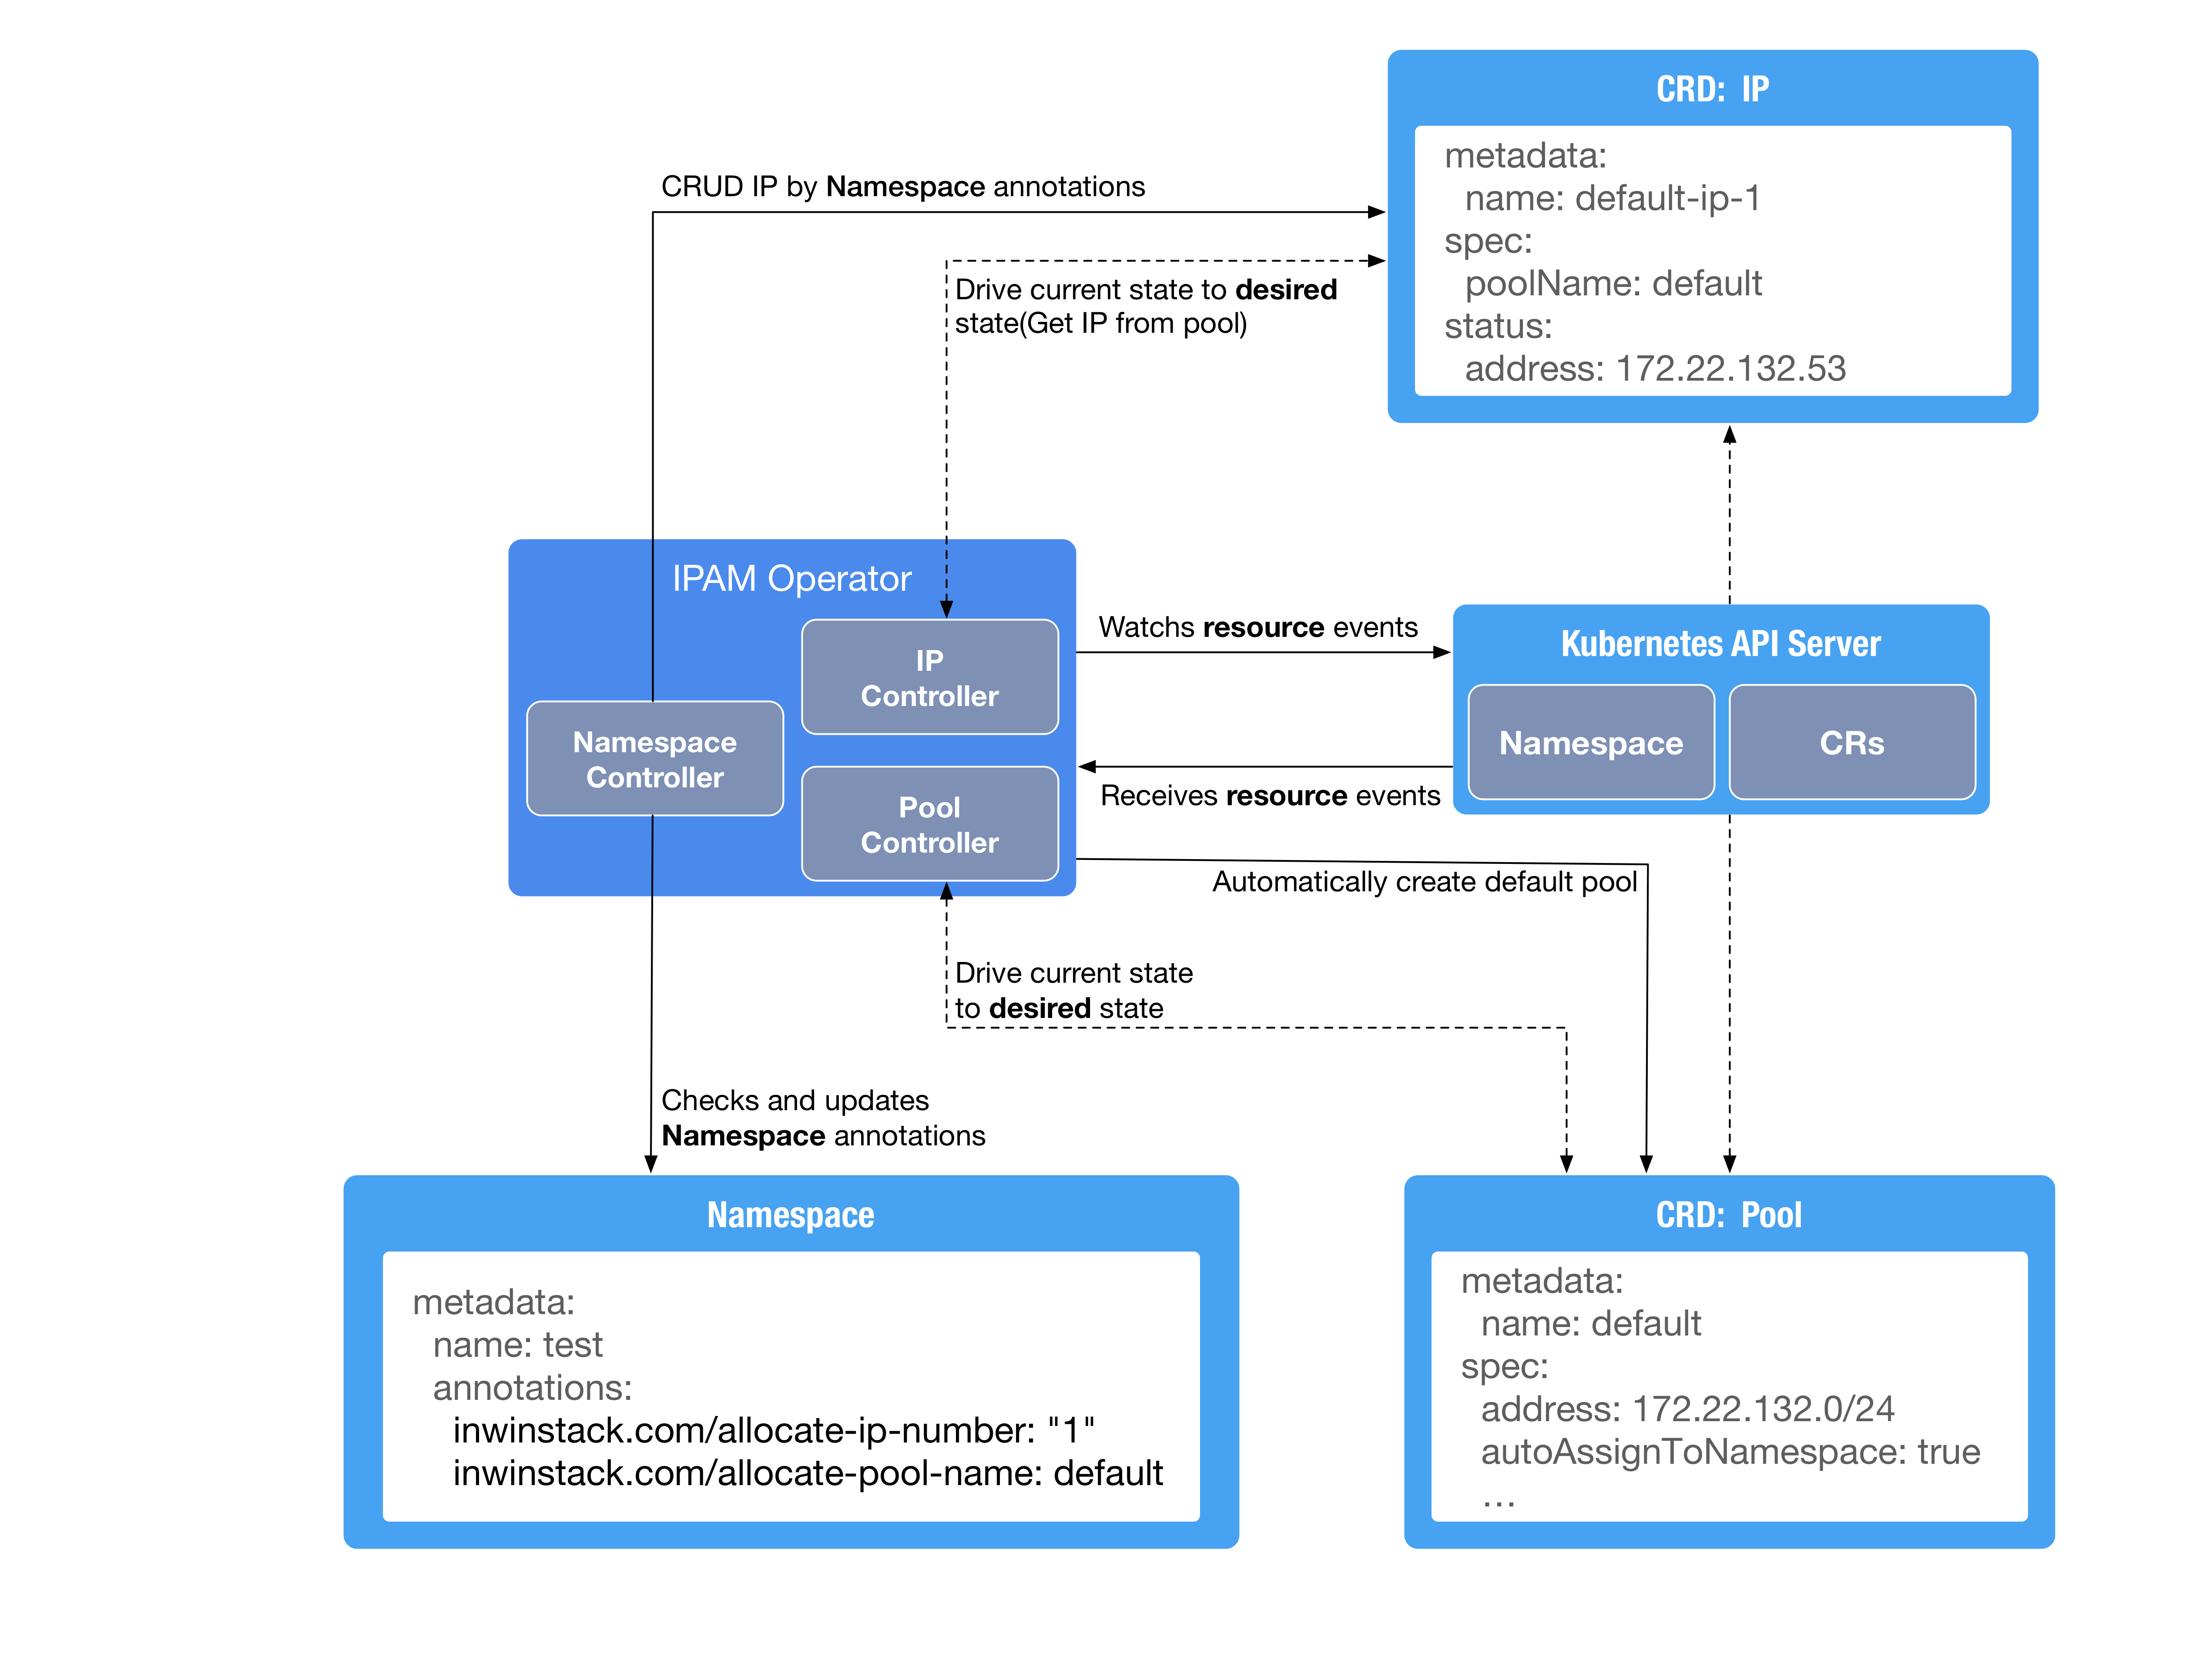 CRD:  IP
metadata:
name: default-ip-1
spec:
poolName: default
status:
address: 172.22.132.53
CRUD IP by Namespace annotations
Drive current state to desired
state(Get IP from pool)
IPAM Operator
IP
Controller
Namespace
Controller
Pool
Controller
Watchs resource events
Receives resource events
Kubernetes API Server
Namespace
CRs
Automatically create default pool
Drive current state
to desired state
Checks and updates
Namespace annotations
Namespace
metadata:
name: test
annotations:
inwinstack.com/allocate-ip-number: "1"
inwinstack.com/allocate-pool-name: default
CRD:  Pool
metadata:
name: default
spec:
address: 172.22.132.0/24
autoAssignToNamespace: true
...